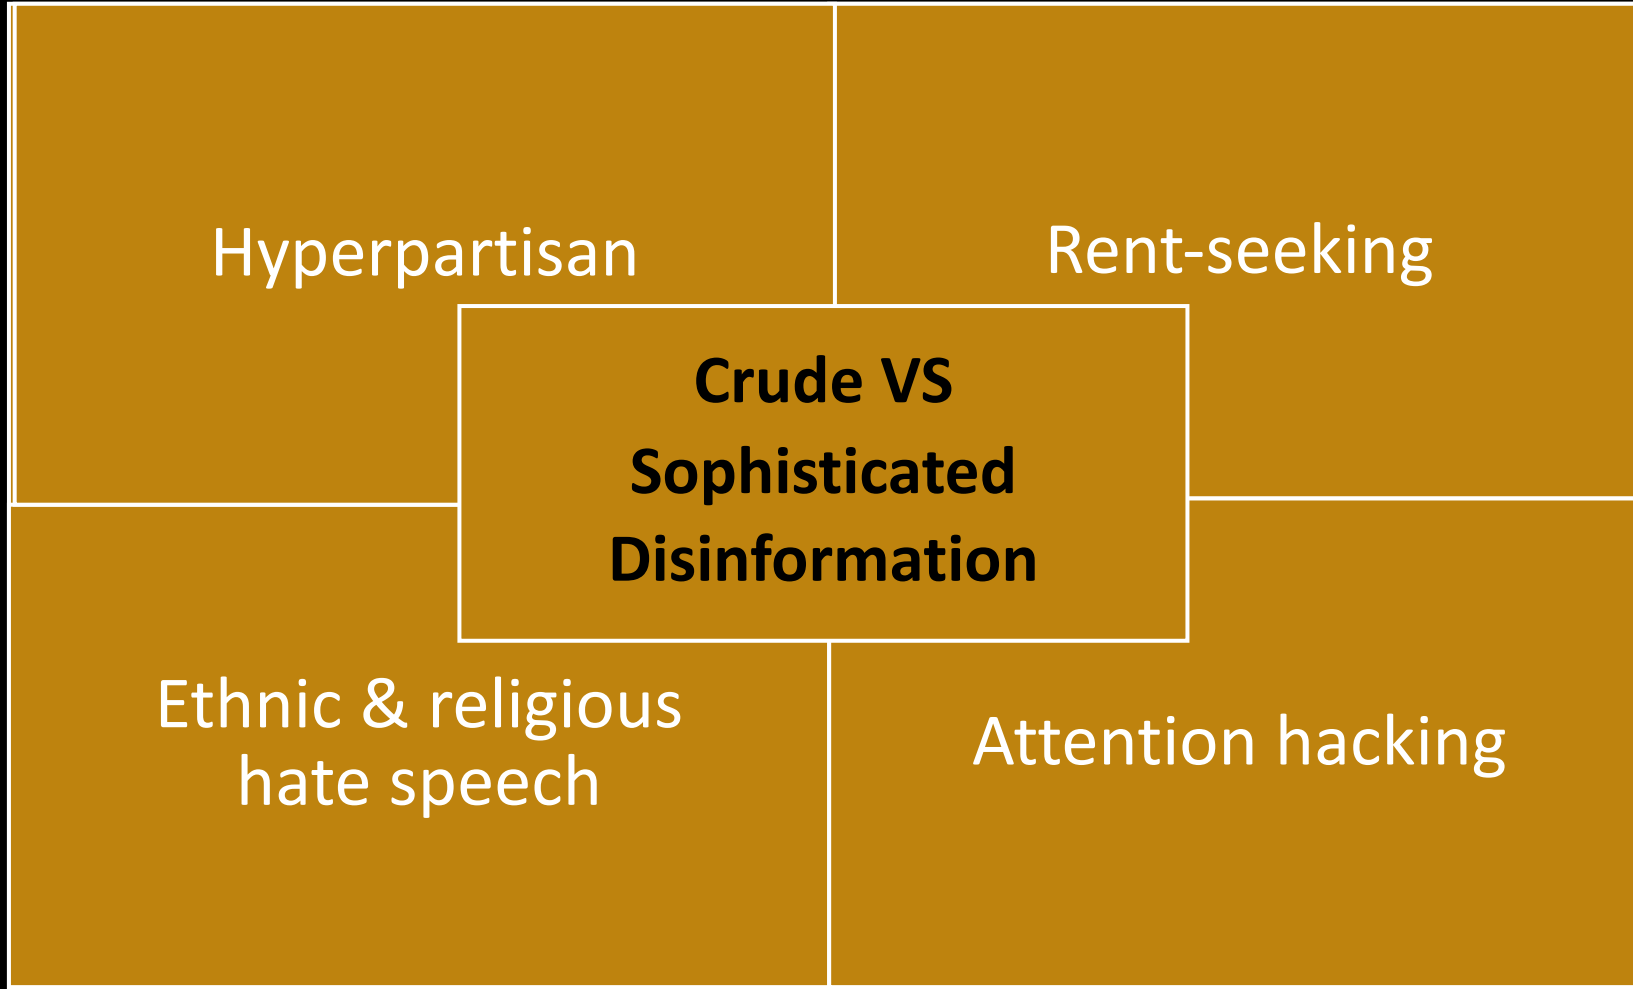 Hyperpartisan
Rent-seeking
Crude VS
Sophisticated
Disinformation
Ethnic & religious
hate speech
Attention hacking